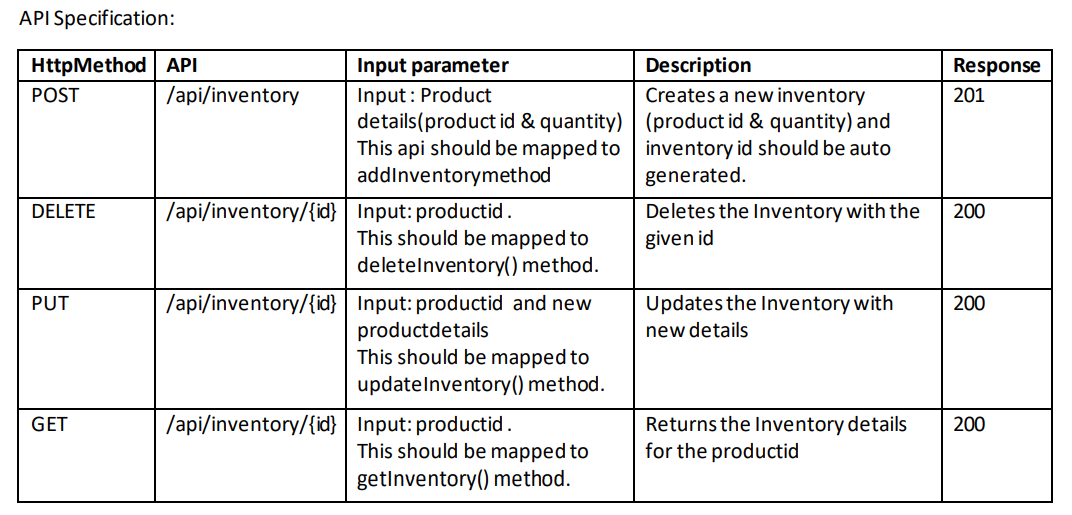 API Specification:
HttpMethod API Input parameter Description Response
POST /api/inventory Input : Product Creates a new inventory 201
details(product id & quantity) (product id & quantity) and
This api should be mapped to inventory id should be auto
addInventorymethod generated.
DELETE /api/inventory/{id} Input: productid . Deletes the Inventory with the 200
This should be mapped to given id
deleteInventory() method.
PUT /api/inventory/{id} Input: productid and new Updates the Inventory with 200
productdetails new details
This should be mapped to
updateInventory() method.
GET /api/inventory/{id} Input: productid . Returns the Inventory details 200
This should be mapped to for the productid
getInventory() method.